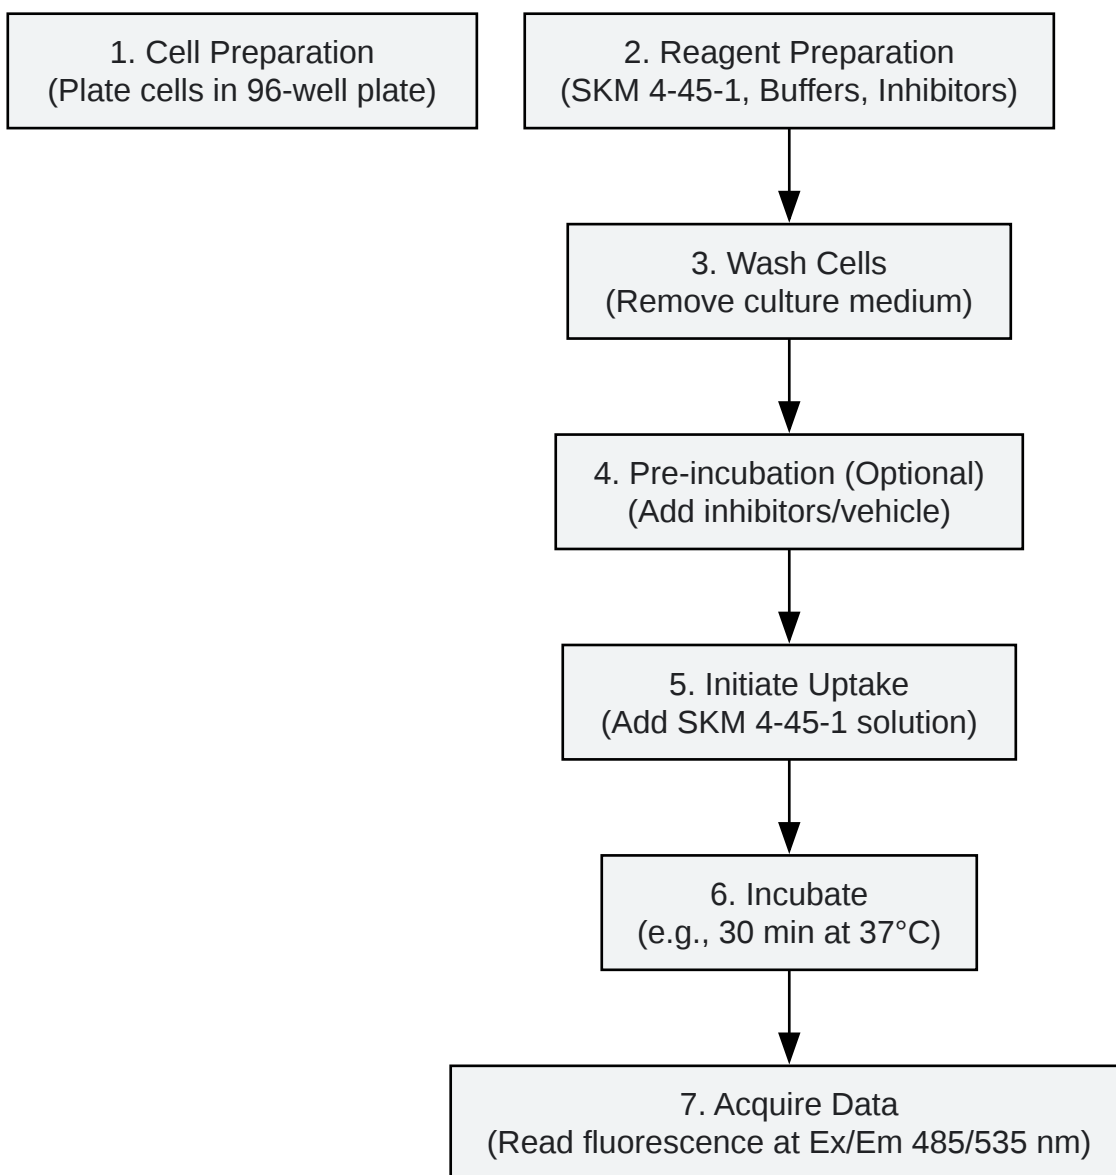 1. Cell Preparation
(Plate cells in 96-well plate)
2. Reagent Preparation
(SKM 4-45-1, Buffers, Inhibitors)
3. Wash Cells
(Remove culture medium)
4. Pre-incubation (Optional)
(Add inhibitors/vehicle)
5. Initiate Uptake
(Add SKM 4-45-1 solution)
6. Incubate
(e.g., 30 min at 37°C)
7. Acquire Data
(Read fluorescence at Ex/Em 485/535 nm)